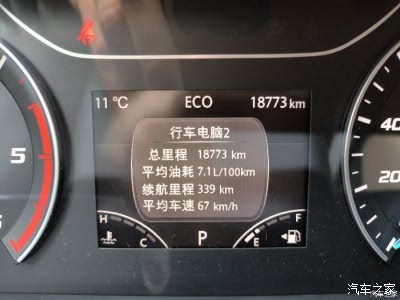 11 ℃ ECO 18773 km
行车电脑2
总里程 18773 km
平均油耗 7.1L/100km
续航里程 339 km
平均车速 67 km/h
H F
C P E
5
40
20
汽车之家